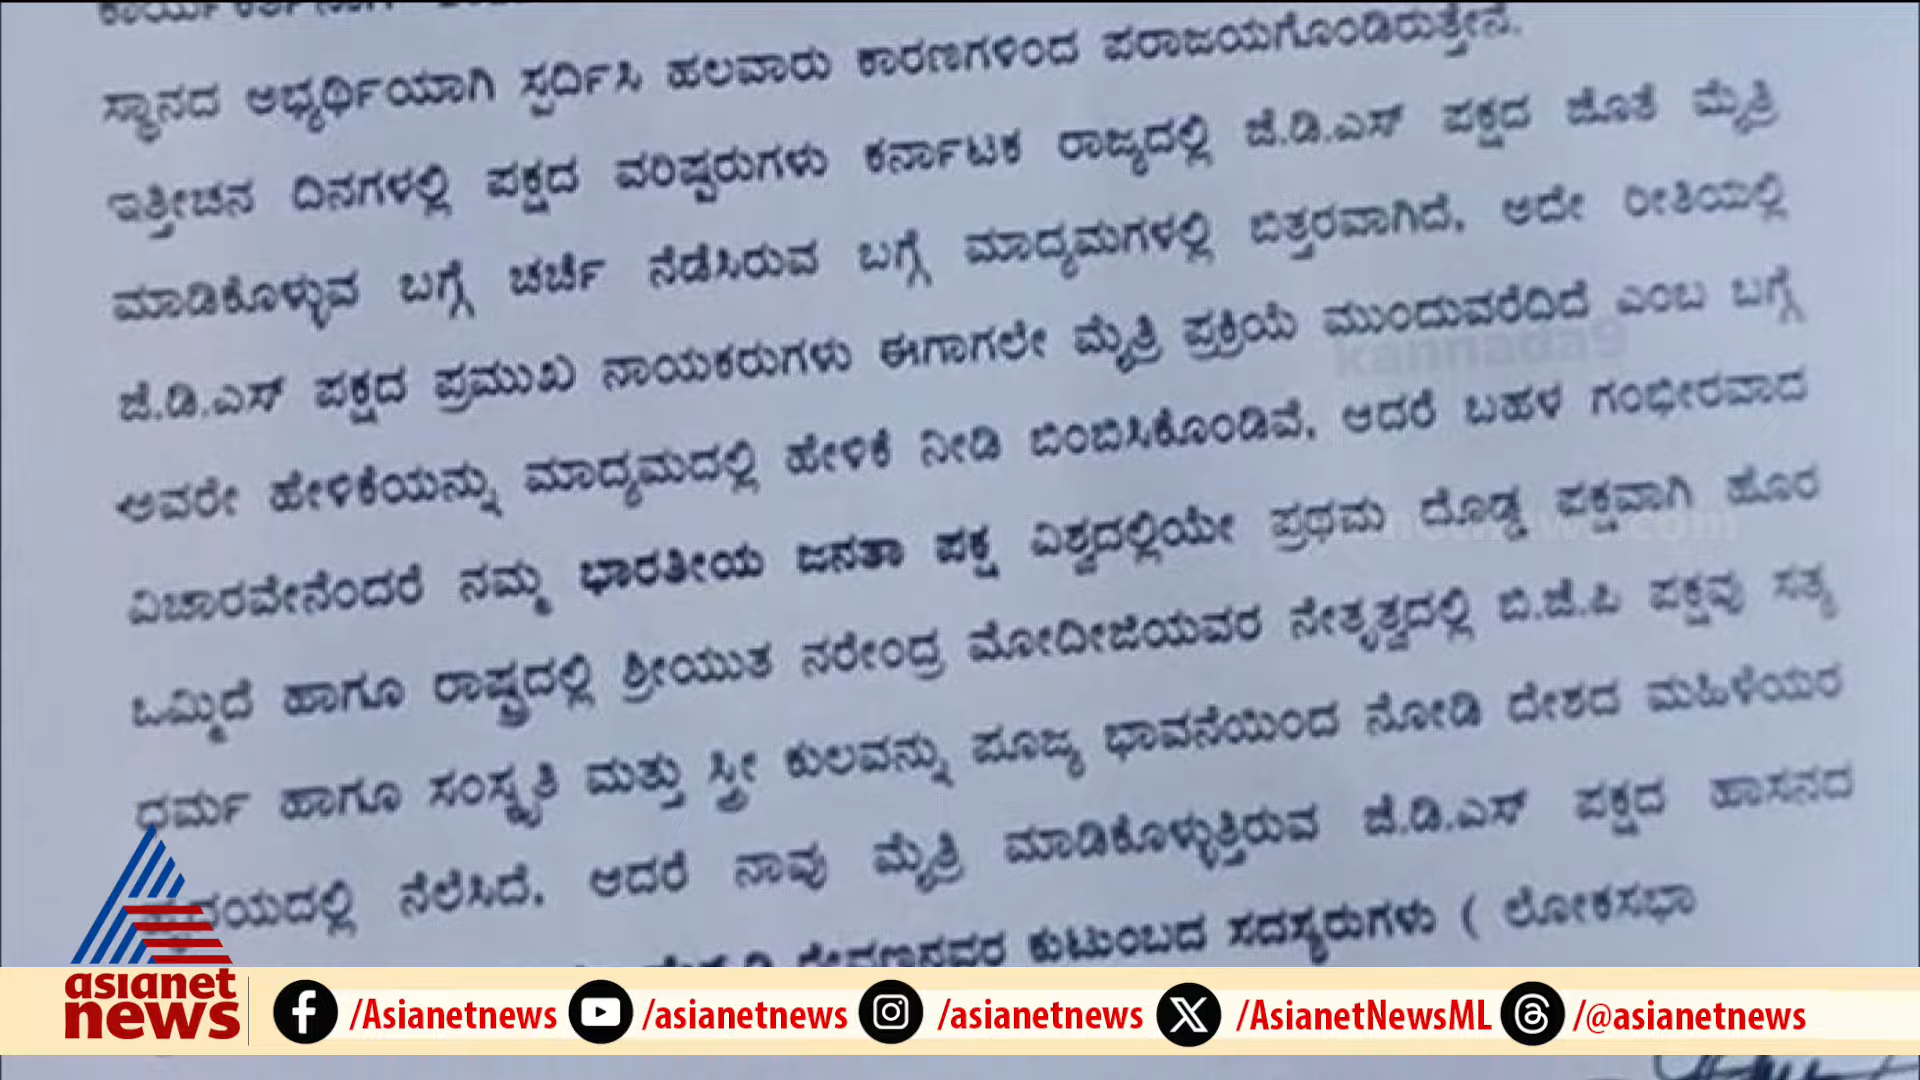 ಸ್ಥಾನದ ಅಭ್ಯರ್ಥಿಯಾಗಿ ಸ್ಪರ್ದಿಸಿ ಹಲವಾರು ಕಾರಣಗಳಿಂದ ಪರಾಜಯಗೊಂಡಿರುತ್ತೇನೆ.
ಇತ್ತೀಚಿನ ದಿನಗಳಲ್ಲಿ ಪಕ್ಷದ ವರಿಷ್ಠರುಗಳು ಕರ್ನಾಟಕ ರಾಜ್ಯದಲ್ಲಿ ಜೆ.ಡಿ.ಎಸ್ ಪಕ್ಷದ ಜೊತೆ ಮೈತ್ರಿ
ಮಾಡಿಕೊಳ್ಳುವ ಬಗ್ಗೆ ಚರ್ಚೆ ನೆಡೆಸಿರುವ ಬಗ್ಗೆ ಮಾದ್ಯಮಗಳಲ್ಲಿ ಬಿತ್ತರವಾಗಿದೆ, ಅದೇ ರೀತಿಯಲ್ಲಿ
ಜೆ.ಡಿ.ಎಸ್ ಪಕ್ಷದ ಪ್ರಮುಖ ನಾಯಕರುಗಳು ಈಗಾಗಲೇ ಮೈತ್ರಿ ಪ್ರಕ್ರಿಯೆ ಮುಂದುವರೆದಿದೆ ಎಂಬ ಬಗ್ಗೆ
ಅವರೇ ಹೇಳಿಕೆಯನ್ನು ಮಾದ್ಯಮದಲ್ಲಿ ಹೇಳಿಕೆ ನೀಡಿ ಬಿಂಬಿಸಿಕೊಂಡಿವೆ, ಆದರೆ ಬಹಳ ಗಂಭೀರವಾದ
ವಿಚಾರವೇನೆಂದರೆ ನಮ್ಮ ಭಾರತೀಯ ಜನತಾ ಪಕ್ಷ ವಿಶ್ವದಲ್ಲಿಯೇ ಪ್ರಥಮ ದೊಡ್ಡ ಪಕ್ಷವಾಗಿ ಹೊರ
ಒಮ್ಮಿದೆ ಹಾಗೂ ರಾಷ್ಟ್ರದಲ್ಲಿ ಶ್ರೀಯುತ ನರೇಂದ್ರ ಮೋದೀಜಿಯವರ ನೇತೃತ್ವದಲ್ಲಿ ಬಿ.ಜೆ.ಪಿ ಪಕ್ಷವು ಸತ್ಯ
ಧರ್ಮ ಹಾಗೂ ಸಂಸ್ಕೃತಿ ಮತ್ತು ಸ್ತ್ರೀ ಕುಲವನ್ನು ಪೂಜ್ಯ ಭಾವನೆಯಿಂದ ನೋಡಿ ದೇಶದ ಮಹಿಳೆಯರ
ಹೃದಯದಲ್ಲಿ ನೆಲೆಸಿದೆ, ಆದರೆ ನಾವು ಮೈತ್ರಿ ಮಾಡಿಕೊಳ್ಳುತ್ತಿರುವ ಜೆ.ಡಿ.ಎಸ್ ಪಕ್ಷದ ಹಾಸನದ
ರೇವಣ್ಣನವರ ಕುಟುಂಬದ ಸದಸ್ಯರುಗಳು ( ಲೋಕಸಭಾ
kannada9
asianet
news
/Asianetnews /asianetnews /asianetnews /AsianetNewsML /@asianetnews